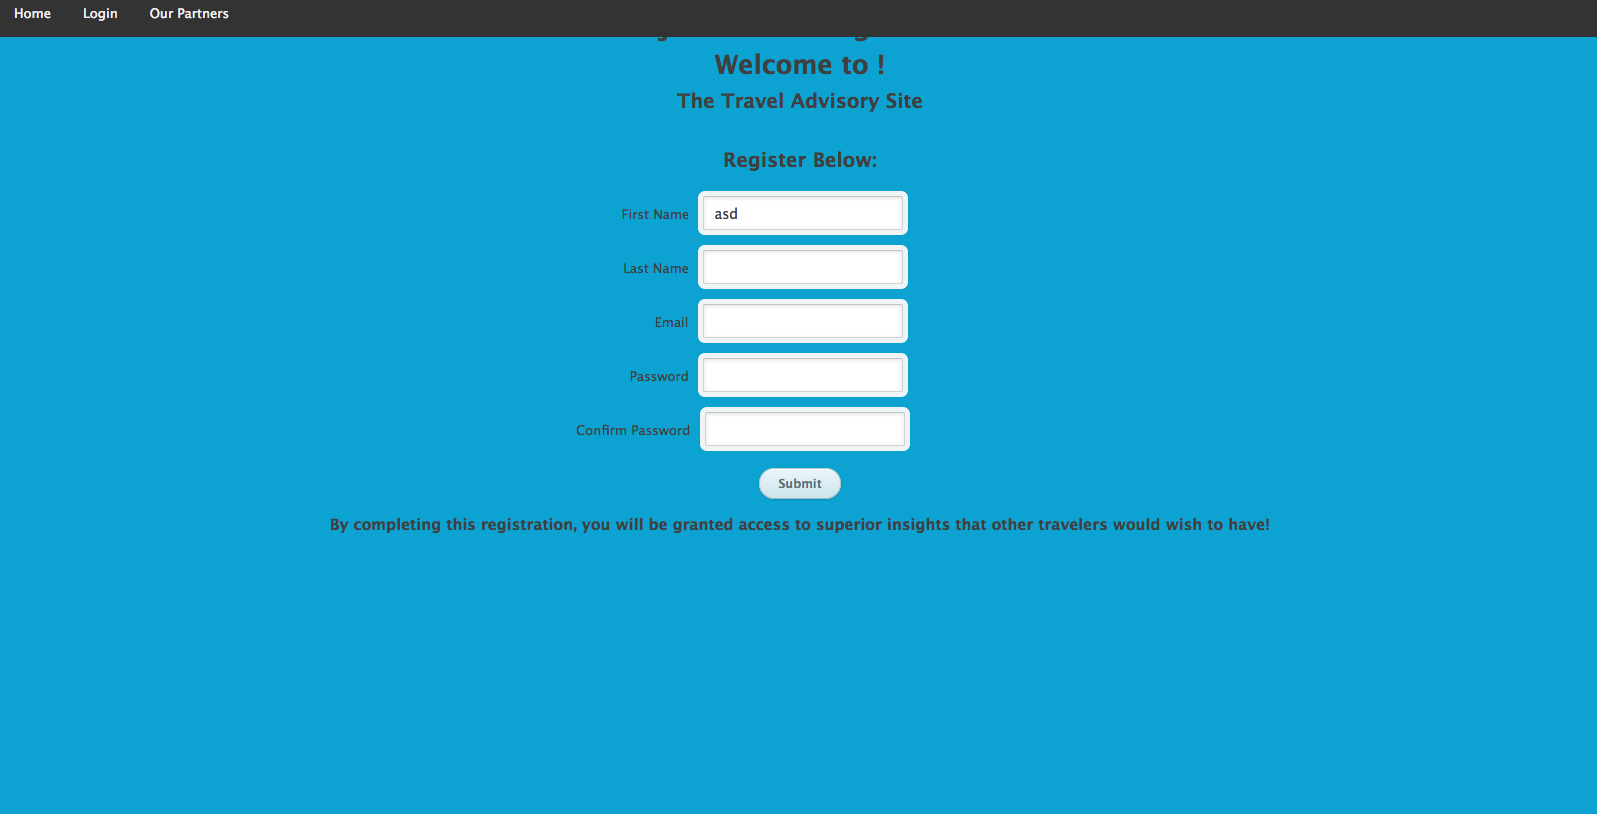 Home Login Our Partners
Welcome to !
The Travel Advisory Site
Register Below:
First Name asd
Last Name
Email
Password
Confirm Password
Submit
By completing this registration, you will be granted access to superior insights that other travelers would wish to have!